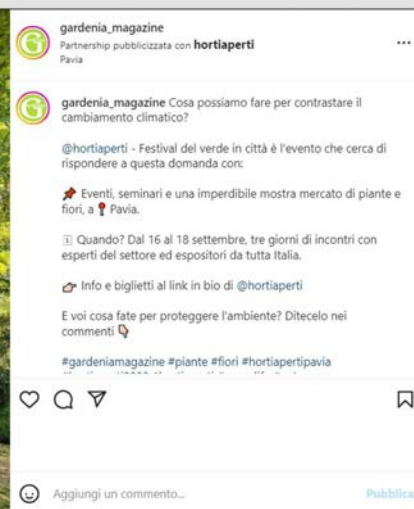 gardenia_magazine
Partnership pubblicizzata con hortiaperti
Pavia
gardenia_magazine Cosa possiamo fare per contrastare il
cambiamento climatico?
@hortiaperti - Festival del verde in città è l'evento che cerca di
rispondere a questa domanda con:
📌 Eventi, seminari e una imperdibile mostra mercato di piante e
fiori, a 📍 Pavia.
🗓 Quando? Dal 16 al 18 settembre, tre giorni di incontri con
esperti del settore ed espositori da tutta Italia.
👉🏻 Info e biglietti al link in bio di @hortiaperti
E voi cosa fate per proteggere l'ambiente? Ditecelo nei
commenti 👇🏻
#gardeniamagazine #piante #fiori #hortiapertipavia
Aggiungi un commento...
Pubblica